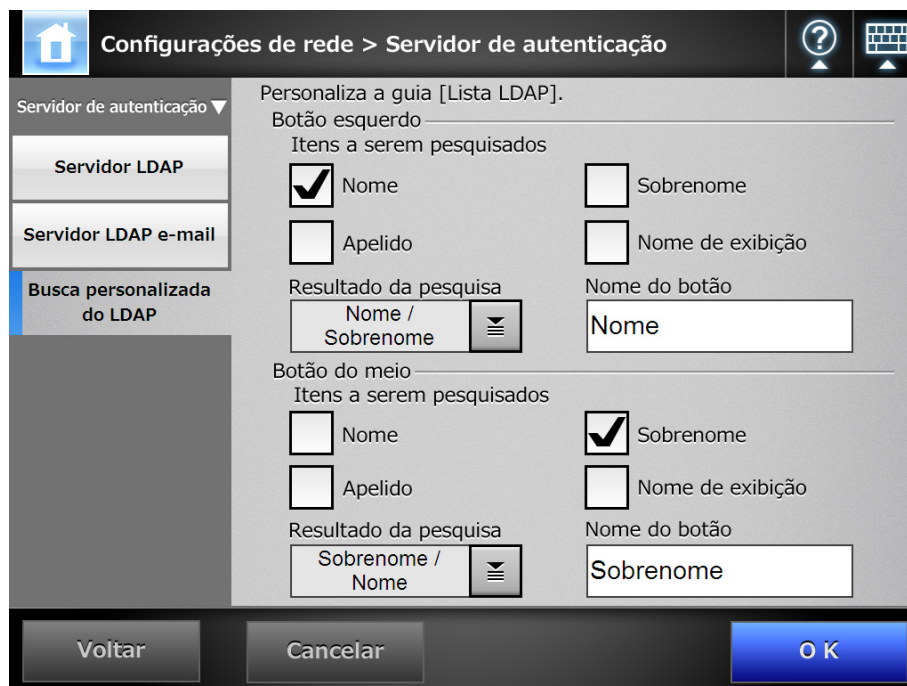 Configurações de rede > Servidor de autenticação
?
Servidor de autenticação ▼
Servidor LDAP
Servidor LDAP e-mail
Busca personalizada
do LDAP
Personaliza a guia [Lista LDAP].
Botão esquerdo
Itens a serem pesquisados
Nome
Sobrenome
Apelido
Nome de exibição
Resultado da pesquisa
Nome do botão
Nome /
Sobrenome
Nome
Botão do meio
Itens a serem pesquisados
Nome
Sobrenome
Apelido
Nome de exibição
Resultado da pesquisa
Nome do botão
Sobrenome /
Nome
Sobrenome
Voltar
Cancelar
O K